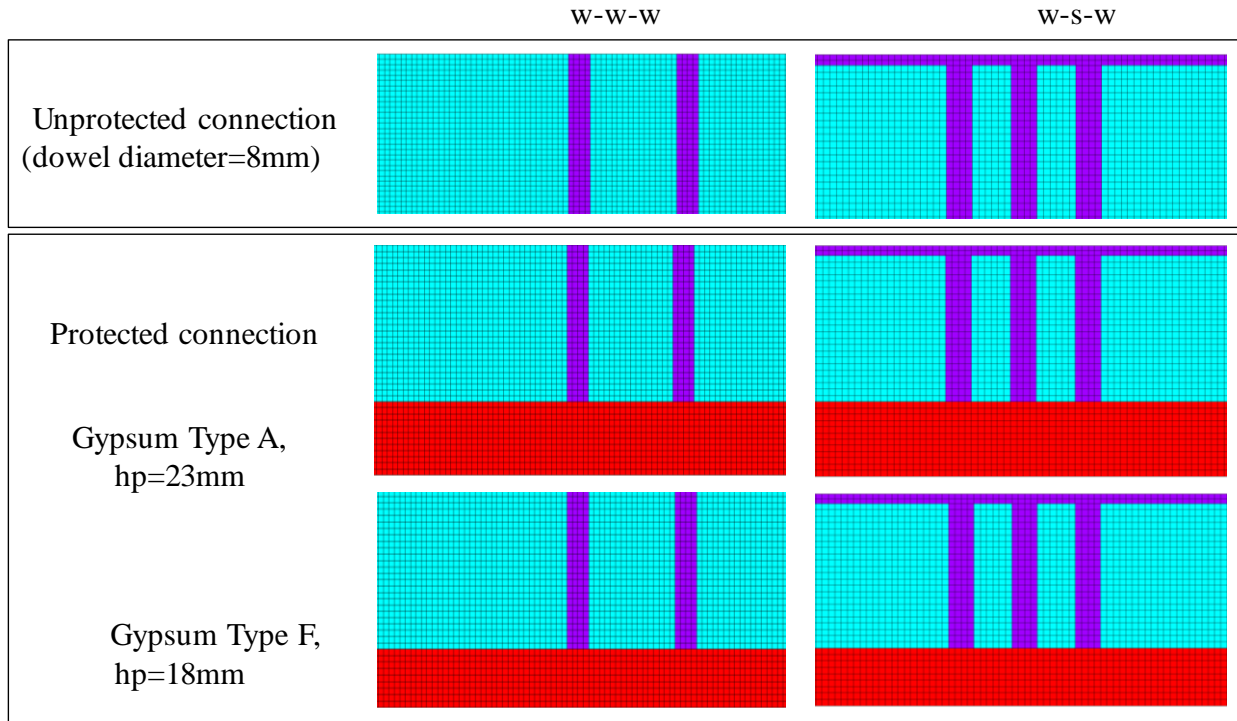 w-w-w
w-s-w
Unprotected connection
(dowel diameter=8mm)
Protected connection
Gypsum Type A,
hp=23mm
Gypsum Type F,
hp=18mm